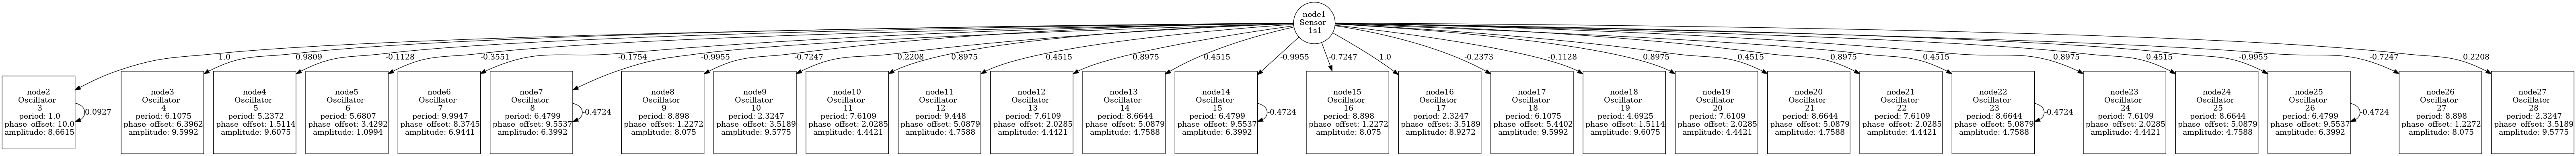 node1
Sensor
1s1
1.0
0.9809
-0.1128
-0.3551
-0.1754
-0.9955
-0.7247
0.2208
0.8975
0.4515
0.8975
0.4515
-0.9955
-0.7247
1.0
-0.2373
-0.1128
0.8975
0.4515
0.8975
0.4515
0.8975
0.4515
-0.9955
-0.7247
0.2208
node2
Oscillator
3
period: 1.0
phase_offset: 10.0
amplitude: 8.6615
0.0927
node3
Oscillator
4
period: 6.1075
phase_offset: 6.3962
amplitude: 9.5992
node4
Oscillator
5
period: 5.2372
phase_offset: 1.5114
amplitude: 9.6075
node5
Oscillator
6
period: 5.6807
phase_offset: 3.4292
amplitude: 1.0994
node6
Oscillator
7
period: 9.9947
phase_offset: 8.3745
amplitude: 6.9441
node7
Oscillator
8
period: 6.4799
phase_offset: 9.5537
amplitude: 6.3992
-0.4724
node8
Oscillator
9
period: 8.898
phase_offset: 1.2272
amplitude: 8.075
node9
Oscillator
10
period: 2.3247
phase_offset: 3.5189
amplitude: 9.5775
node10
Oscillator
11
period: 7.6109
phase_offset: 2.0285
amplitude: 4.4421
node11
Oscillator
12
period: 9.448
phase_offset: 5.0879
amplitude: 4.7588
node12
Oscillator
13
period: 7.6109
phase_offset: 2.0285
amplitude: 4.4421
node13
Oscillator
14
period: 8.6644
phase_offset: 5.0879
amplitude: 4.7588
node14
Oscillator
15
period: 6.4799
phase_offset: 9.5537
amplitude: 6.3992
-0.4724
node15
Oscillator
16
period: 8.898
phase_offset: 1.2272
amplitude: 8.075
node16
Oscillator
17
period: 2.3247
phase_offset: 3.5189
amplitude: 8.9272
node17
Oscillator
18
period: 6.1075
phase_offset: 5.4402
amplitude: 9.5992
node18
Oscillator
19
period: 4.6925
phase_offset: 1.5114
amplitude: 9.6075
node19
Oscillator
20
period: 7.6109
phase_offset: 2.0285
amplitude: 4.4421
node20
Oscillator
21
period: 8.6644
phase_offset: 5.0879
amplitude: 4.7588
node21
Oscillator
22
period: 7.6109
phase_offset: 2.0285
amplitude: 4.4421
node22
Oscillator
23
period: 8.6644
phase_offset: 5.0879
amplitude: 4.7588
-0.4724
node23
Oscillator
24
period: 7.6109
phase_offset: 2.0285
amplitude: 4.4421
node24
Oscillator
25
period: 8.6644
phase_offset: 5.0879
amplitude: 4.7588
node25
Oscillator
26
period: 6.4799
phase_offset: 9.5537
amplitude: 6.3992
-0.4724
node26
Oscillator
27
period: 8.898
phase_offset: 1.2272
amplitude: 8.075
node27
Oscillator
28
period: 2.3247
phase_offset: 3.5189
amplitude: 9.5775